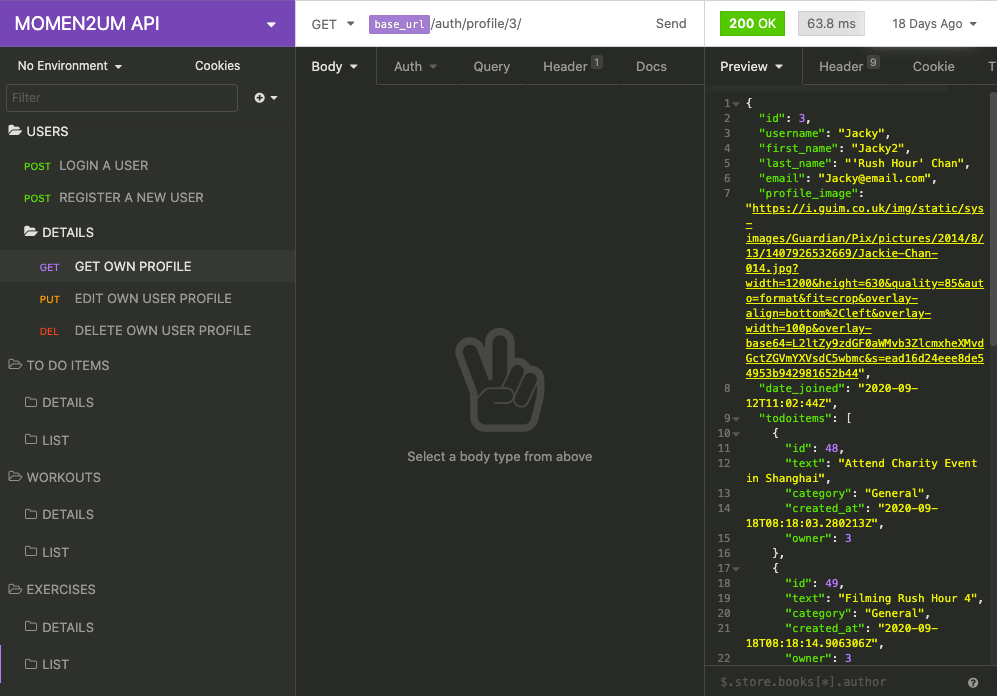 MOMEN2UM API
No Environment
Cookies
Filter
USERS
POST LOGIN A USER
POST REGISTER A NEW USER
DETAILS
GET GET OWN PROFILE
PUT EDIT OWN USER PROFILE
DEL DELETE OWN USER PROFILE
TO DO ITEMS
DETAILS
LIST
WORKOUTS
DETAILS
LIST
EXERCISES
DETAILS
LIST
GET base_url/auth/profile/3/ Send
Body Auth Query Header 1 Docs
Select a body type from above
200 OK 63.8 ms 18 Days Ago
Preview Header 9 Cookie T
1 {
2 "id": 3,
3 "username": "Jacky",
4 "first_name": "Jacky2",
5 "last_name": "'Rush Hour' Chan",
6 "email": "Jacky@email.com",
7 "profile_image":
"https://i.guim.co.uk/img/static/sys
-
images/Guardian/Pix/pictures/2014/8/
13/1407926532669/Jackie-Chan-
014.jpg?
width=1200&height=630&quality=85&aut
o=format&fit=crop&overlay-
align=bottom%2Cleft&overlay-
width=100p&overlay-
base64=L2ltZy9zdGF0aWMvb3ZlcmxheXMvd
GctZGVmYXVsdC5wbmc&s=ead16d24eee8de5
4953b942981652b44",
8 "date_joined": "2020-09-
12T11:02:44Z",
9 "todoitems": [
10 {
11 "id": 48,
12 "text": "Attend Charity Event
in Shanghai",
13 "category": "General",
14 "created_at": "2020-09-
18T08:18:03.280213Z",
15 "owner": 3
16 },
17 {
18 "id": 49,
19 "text": "Filming Rush Hour 4",
20 "category": "General",
21 "created_at": "2020-09-
18T08:18:14.906306Z",
22 "owner": 3
$.store.books[*].author